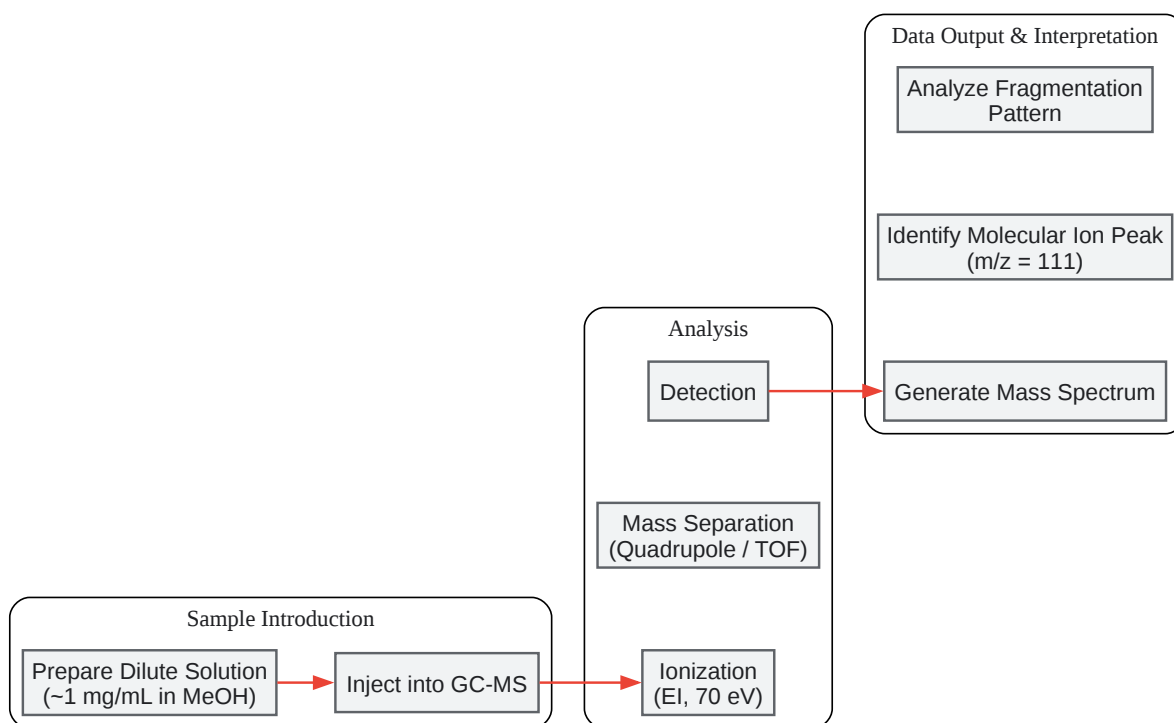 Data Output & Interpretation
Analyze Fragmentation
Pattern
Identify Molecular Ion Peak
(m/z = 111)
Generate Mass Spectrum
Analysis
Detection
Mass Separation
(Quadrupole / TOF)
Ionization
(EI, 70 eV)
Sample Introduction
Prepare Dilute Solution
(~1 mg/mL in MeOH)
Inject into GC-MS